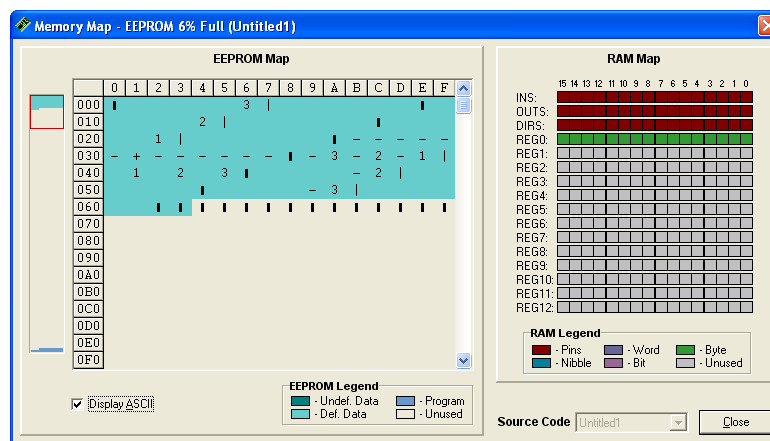 Memory Map - EEPROM 6% Full (Untitled1)
EEPROM Map
0 1 2 3 4 5 6 7 8 9 A B C D E F
000 3 |
010 2 |
020 1 | - - - - -
030 - + - - - - - - - 3 - 2 - 1 |
040 1 2 3 - 2 - |
050 - 3 |
060
070
080
090
0A0
0B0
0C0
0D0
0E0
0F0
Display ASCII
EEPROM Legend
- Undef. Data - Program
- Def. Data - Unused
RAM Map
15 14 13 12 11 10 9 8 7 6 5 4 3 2 1 0
INS:
OUTS:
DIRS:
REG0:
REG1:
REG2:
REG3:
REG4:
REG5:
REG6:
REG7:
REG8:
REG9:
REG10:
REG11:
REG12:
RAM Legend
- Pins - Word - Byte
- Nibble - Bit - Unused
Source Code Untitled1 Close